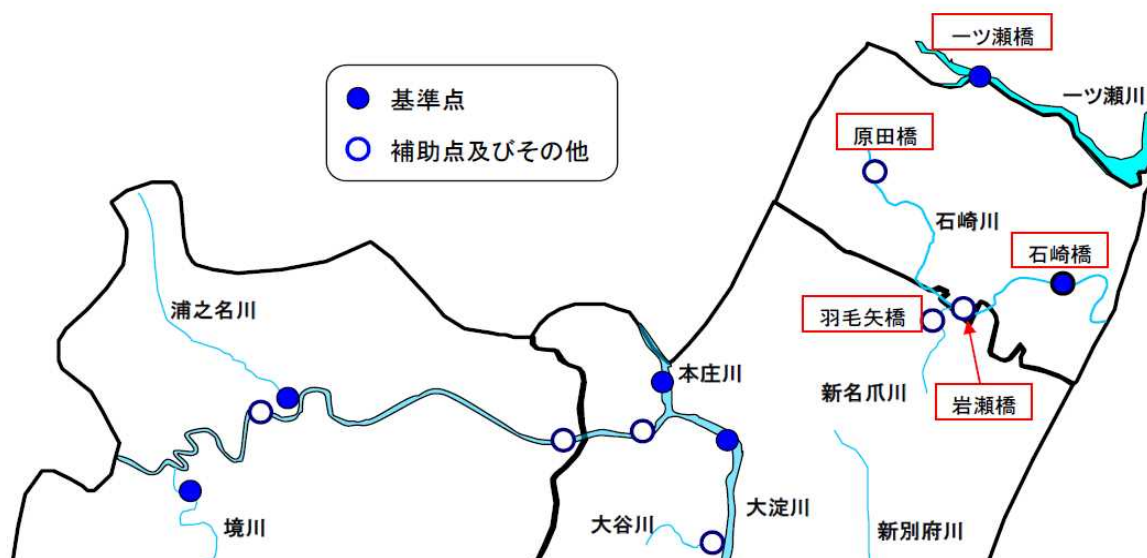 一ツ瀬橋
基準点
一ツ瀬川
原田橋
補助点及びその他
石崎川
石崎橋
浦之名川
羽毛矢橋
本庄川
新名爪川
岩瀬橋
境川
大谷川
大淀川
新別府川